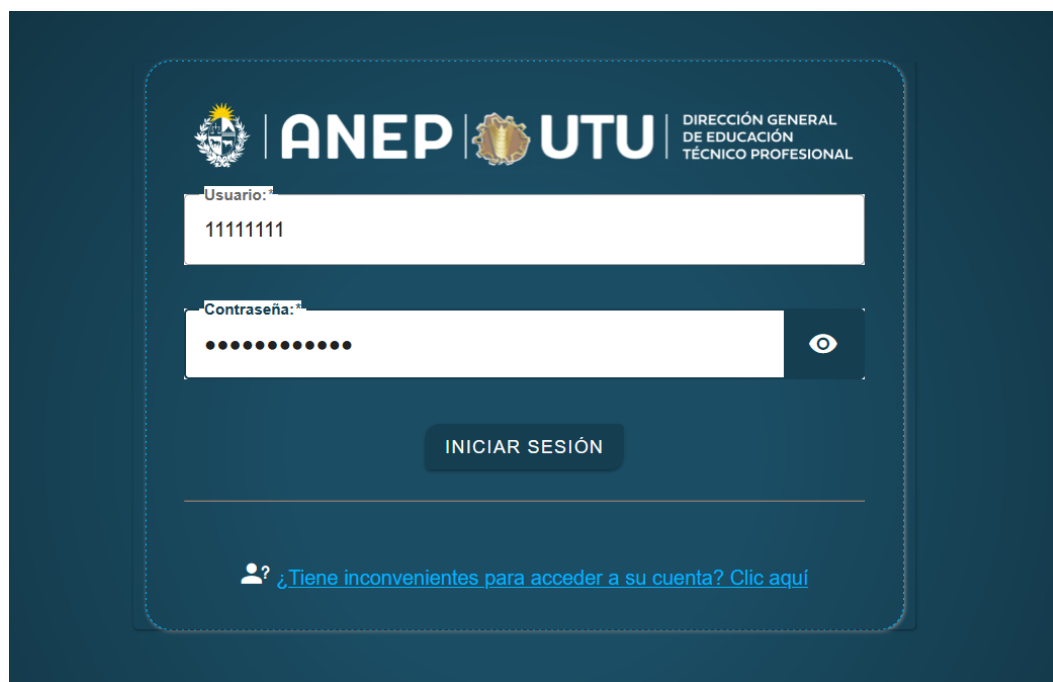 ANEP UTU DIRECCIÓN GENERAL
DE EDUCACIÓN
TÉCNICO PROFESIONAL
Usuario:*
11111111
Contraseña:*
••••••••••••
INICIAR SESIÓN
? ¿Tiene inconvenientes para acceder a su cuenta? Clic aquí